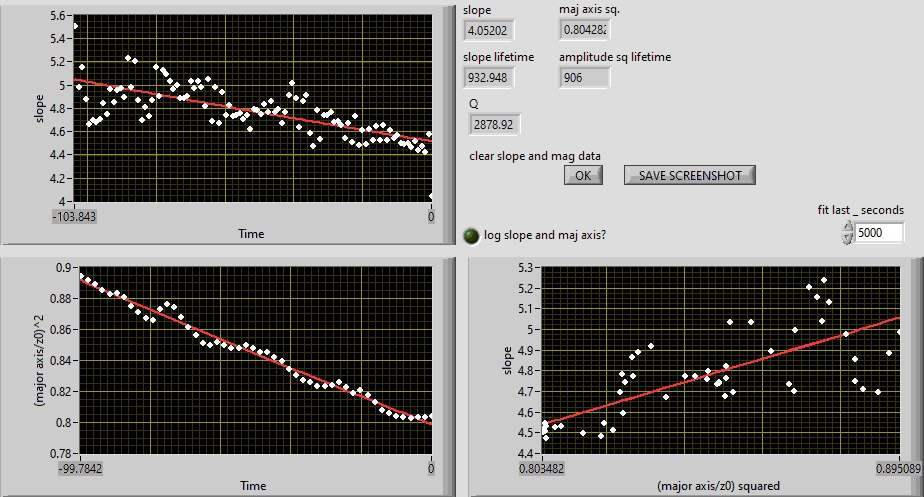 slope
maj axis sq.
4.05202
0.804282
slope lifetime
amplitude sq lifetime
932.948
906
Q
2878.92
clear slope and mag data
OK
SAVE SCREENSHOT
fit last _ seconds
log slope and maj axis?
5000
5.6
5.4
5.2
5
4.8
4.6
4.4
4.2
4
slope
-103.843
0
Time
0.9
0.88
0.86
0.84
0.82
0.8
0.78
(major axis/z0)^2
-99.7842
0
Time
5.3
5.2
5.1
5
4.9
4.8
4.7
4.6
4.5
4.4
slope
0.803482
0.895089
(major axis/z0) squared